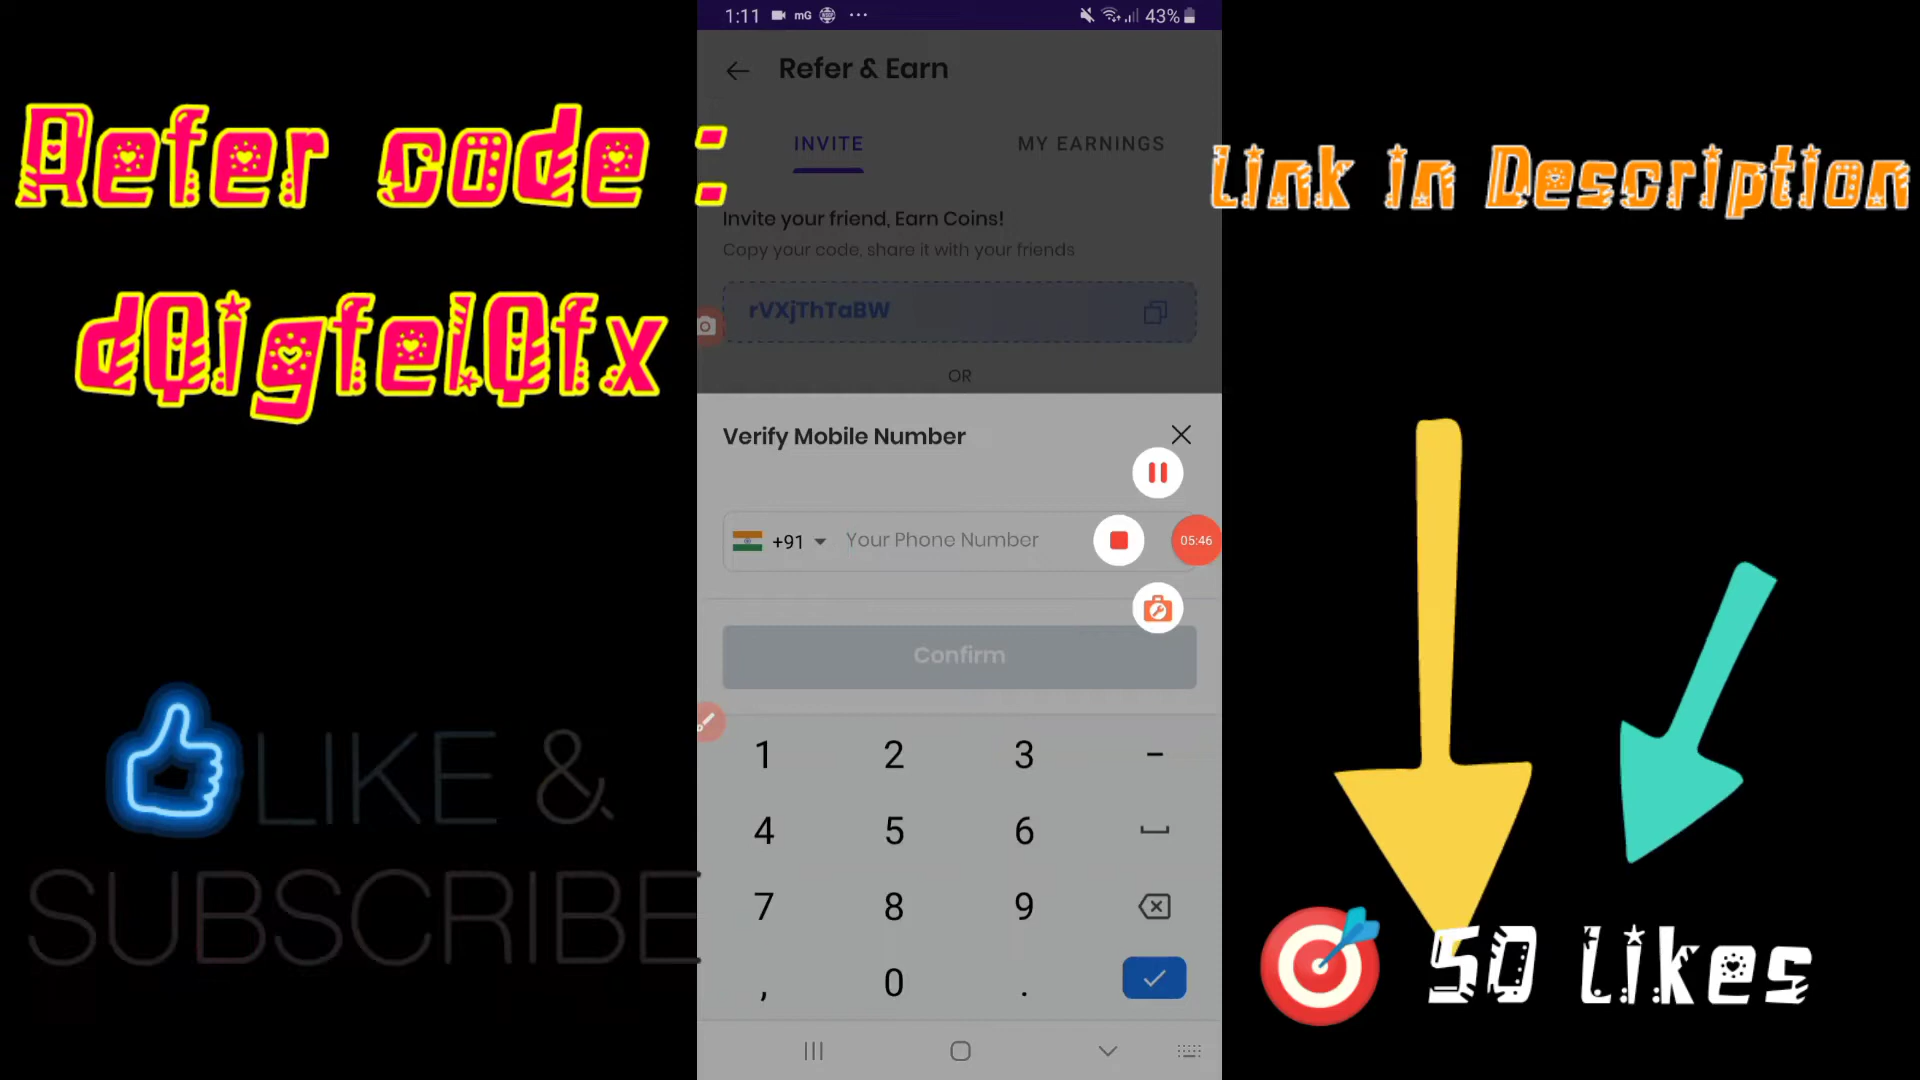 1:11 mG ... 43%
Refer & Earn
INVITE MY EARNINGS
Invite your friend, Earn Coins!
Copy your code, share it with your friends
rVXjThTaBW
OR
Verify Mobile Number
+91 Your Phone Number 05:46
Confirm
1 2 3 -
4 5 6
7 8 9
, 0 .
Refer code :
dQigfelQfx
LIKE &
SUBSCRIBE
Link in Description
50 Likes